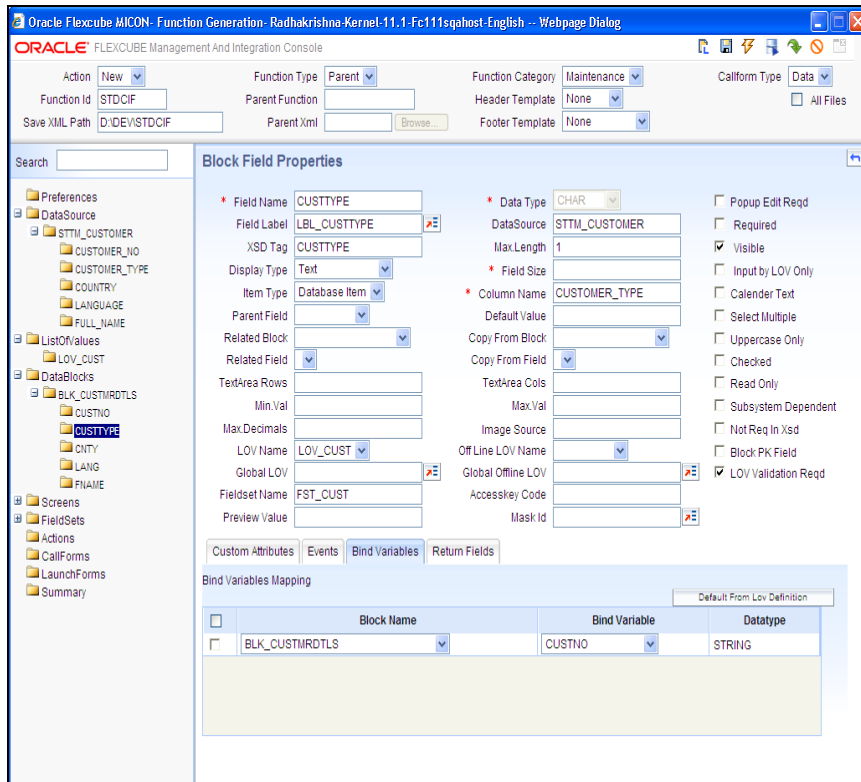 Oracle Flexcube MICON- Function Generation- Radhakrishna-Kernel-11.1-Fc111sqahost-English -- Webpage Dialog
ORACLE FLEXCUBE Management And Integration Console
Action New Function Type Parent Function Category Maintenance Callform Type Data
Function Id STDCIF Parent Function Header Template None All Files
Save XML Path D:\DEV\STDCIF Parent Xml Browse... Footer Template None
Search
Preferences
DataSource
STTM_CUSTOMER
CUSTOMER_NO
CUSTOMER_TYPE
COUNTRY
LANGUAGE
FULL_NAME
ListOfValues
LOV_CUST
DataBlocks
BLK_CUSTMRDTLS
CUSTNO
CUSTTYPE
CNTY
LANG
FNAME
Screens
FieldSets
Actions
CallForms
LaunchForms
Summary
Block Field Properties
* Field Name CUSTTYPE * Data Type CHAR Popup Edit Reqd
Field Label LBL_CUSTTYPE DataSource STTM_CUSTOMER Required
XSD Tag CUSTTYPE Max.Length 1 Visible
Display Type Text * Field Size Input by LOV Only
Item Type Database Item * Column Name CUSTOMER_TYPE Calender Text
Parent Field Default Value Select Multiple
Related Block Copy From Block Uppercase Only
Related Field Copy From Field Checked
TextArea Rows TextArea Cols Read Only
Min.Val Max.Val Subsystem Dependent
Max.Decimals Image Source Not Req In Xsd
LOV Name LOV_CUST Off Line LOV Name Block PK Field
Global LOV Global Offline LOV LOV Validation Reqd
Fieldset Name FST_CUST Accesskey Code
Preview Value Mask Id
Custom Attributes Events Bind Variables Return Fields
Bind Variables Mapping
Default From Lov Definition
Block Name Bind Variable Datatype
BLK_CUSTMRDTLS CUSTNO STRING